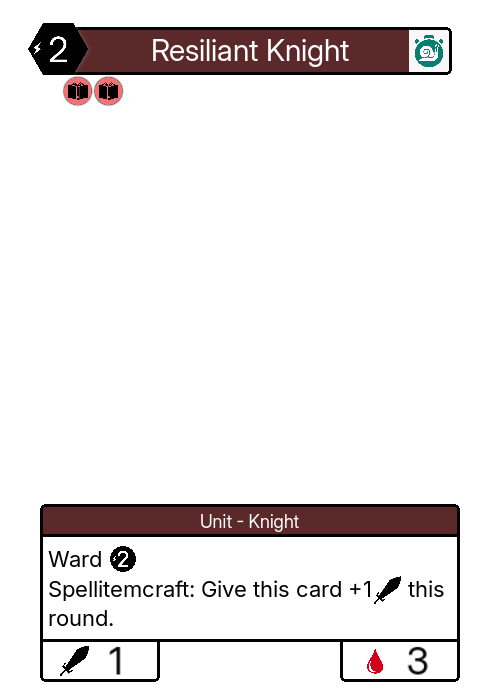 2 Resiliant Knight
Unit - Knight
Ward 2
Spellitemcraft: Give this card +1 this
round.
1 3